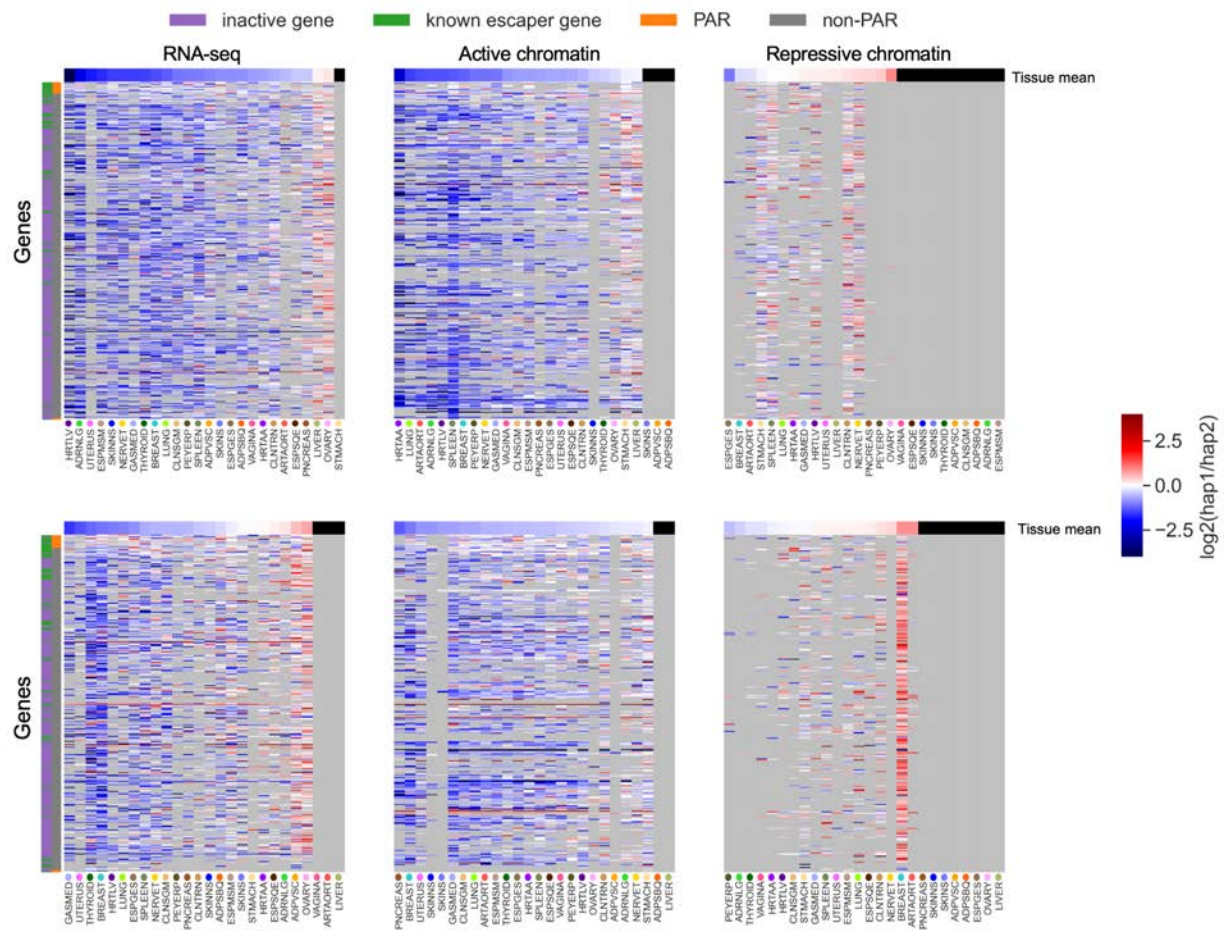 inactive gene known escaper gene PAR non-PAR
RNA-seq Active chromatin Repressive chromatin
Tissue mean
Genes
HRTLV ADRNLG UTERUS ESPMSM SKINNS NERVET GASMED THYROID BREAST LUNG CLNSGM PEYERP SPLEEN ADPVSC SKINS ESPGES ADPSBQ VAGINA HRTAA CLNTRN ARTAORT ESPSQE PNCREAS LIVER OVARY STMACH
HRTAA LUNG ARTAORT ADRNLG HRTLV SPLEEN BREAST PEYERP NERVET GASMED VAGINA CLNSGM ESPMSM PNCREAS ESPGES UTERUS ESPSQE CLNTRN SKINNS THYROID OVARY STMACH LIVER SKINS ADPVSC ADPSBQ
ESPGES BREAST ARTAORT STMACH SPLEEN LUNG HRTAA GASMED HRTLV UTERUS LIVER CLNTRN NERVET PNCREAS PEYERP OVARY VAGINA ESPSQE SKINNS SKINS THYROID ADPVSC CLNSGM ADPSBQ ADRNLG ESPMSM
2.5
0.0
−2.5
log2(hap1/hap2)
Tissue mean
Genes
GASMED UTERUS THYROID BREAST HRTLV LUNG ESPGES SPLEEN NERVET CLNSGM PEYERP PNCREAS CLNTRN SKINNS ADPSBQ ESPMSM SKINS STMACH HRTAA ESPSQE ADRNLG ADPVSC OVARY VAGINA ARTAORT LIVER
PNCREAS BREAST UTERUS SKINNS SKINS GASMED CLNSGM LUNG ARTAORT ESPMSM THYROID ESPGES HRTAA SPLEEN ESPSQE VAGINA PEYERP HRTLV OVARY CLNTRN ADPVSC ADRNLG NERVET STMACH ADPSBQ LIVER
PEYERP ADRNLG THYROID VAGINA HRTAA HRTLV CLNSGM STMACH GASMED SPLEEN UTERUS ESPMSM LUNG ESPSQE CLNTRN NERVET BREAST ARTAORT PNCREAS SKINNS SKINS ADPVSC ADPSBQ ESPGES OVARY LIVER